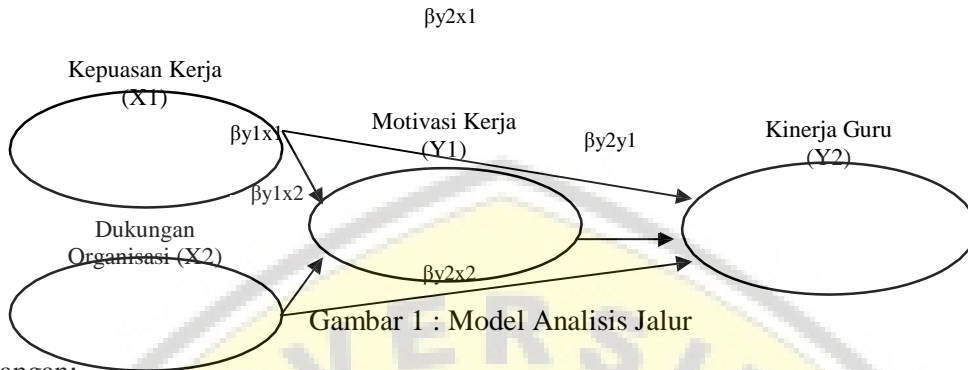 βy2x1
Kepuasan Kerja
(X1)
βy1x1
Motivasi Kerja
(Y1)
βy2y1
Kinerja Guru
(Y2)
βy1x2
Dukungan
Organisasi (X2)
βy2x2
Gambar 1 : Model Analisis Jalur
VERSI